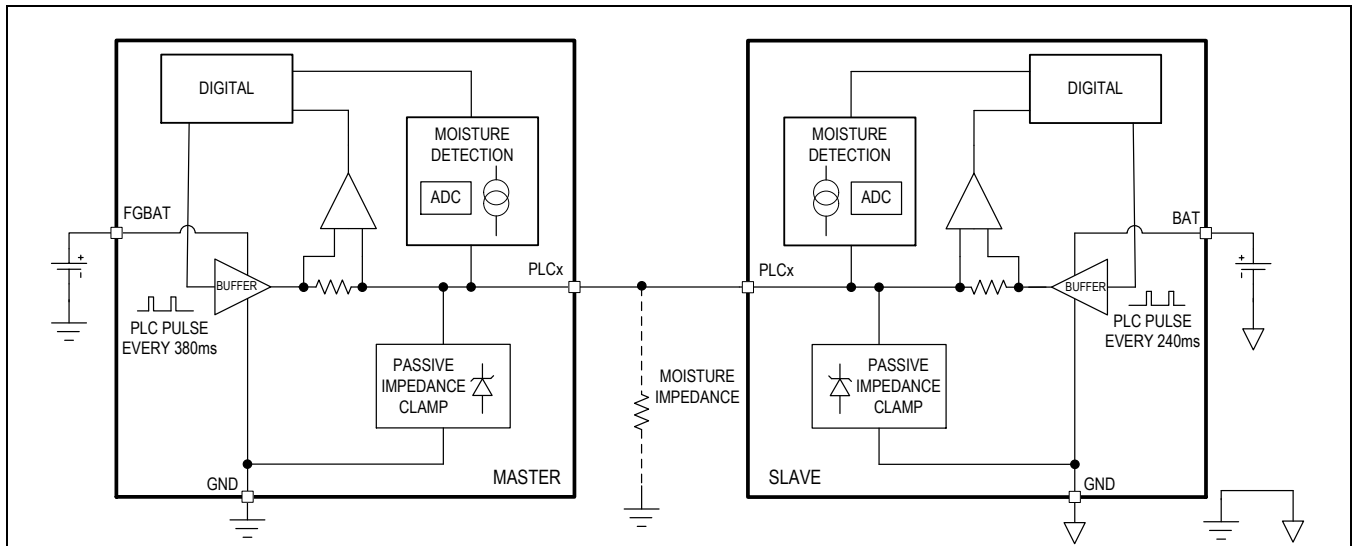 DIGITAL
MOISTURE
DETECTION
ADC
FGBAT
BUFFER
PLC PULSE
EVERY 380ms
PLCx
PASSIVE
IMPEDANCE
CLAMP
GND
MASTER
MOISTURE
IMPEDANCE
DIGITAL
MOISTURE
DETECTION
ADC
BAT
PLCx
BUFFER
PLC PULSE
EVERY 240ms
PASSIVE
IMPEDANCE
CLAMP
SLAVE
GND
+
-
+
-